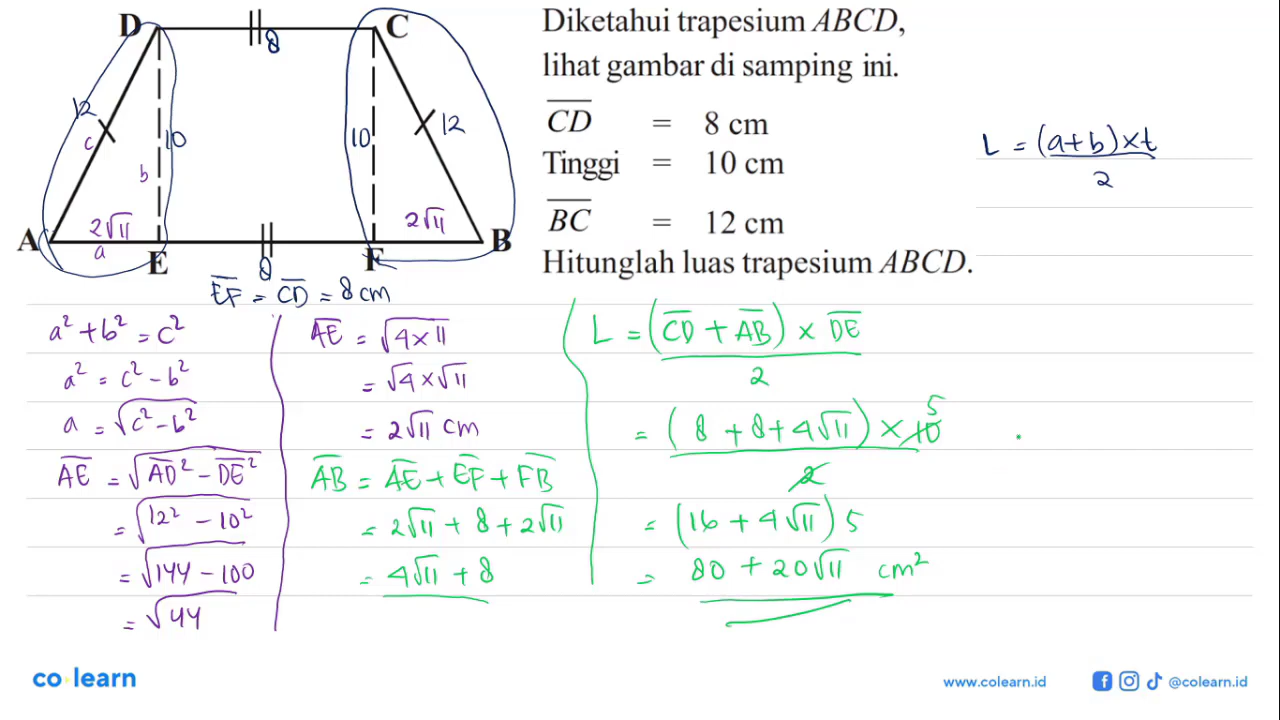 D
C
8
12
c
10
b
10
12
2√11
a
2√11
A
E
F
B
8
EF = CD = 8 cm
Diketahui trapesium ABCD,
lihat gambar di samping ini.
CD = 8 cm
Tinggi = 10 cm
BC = 12 cm
Hitunglah luas trapesium ABCD.
L = (a+b) × t
2
a² + b² = c²
a² = c² - b²
a = √c² - b²
AE = √AD² - DE²
= √12² - 10²
= √144 - 100
= √44
AE = √4 × 11
= √4 × √11
= 2√11 cm
AB = AE + EF + FB
= 2√11 + 8 + 2√11
= 4√11 + 8
L = (CD + AB) × DE
2
5
= (8 + 8 + 4√11) × 10
2
= (16 + 4√11) 5
= 80 + 20√11 cm²
co learn
www.colearn.id
@colearn.id